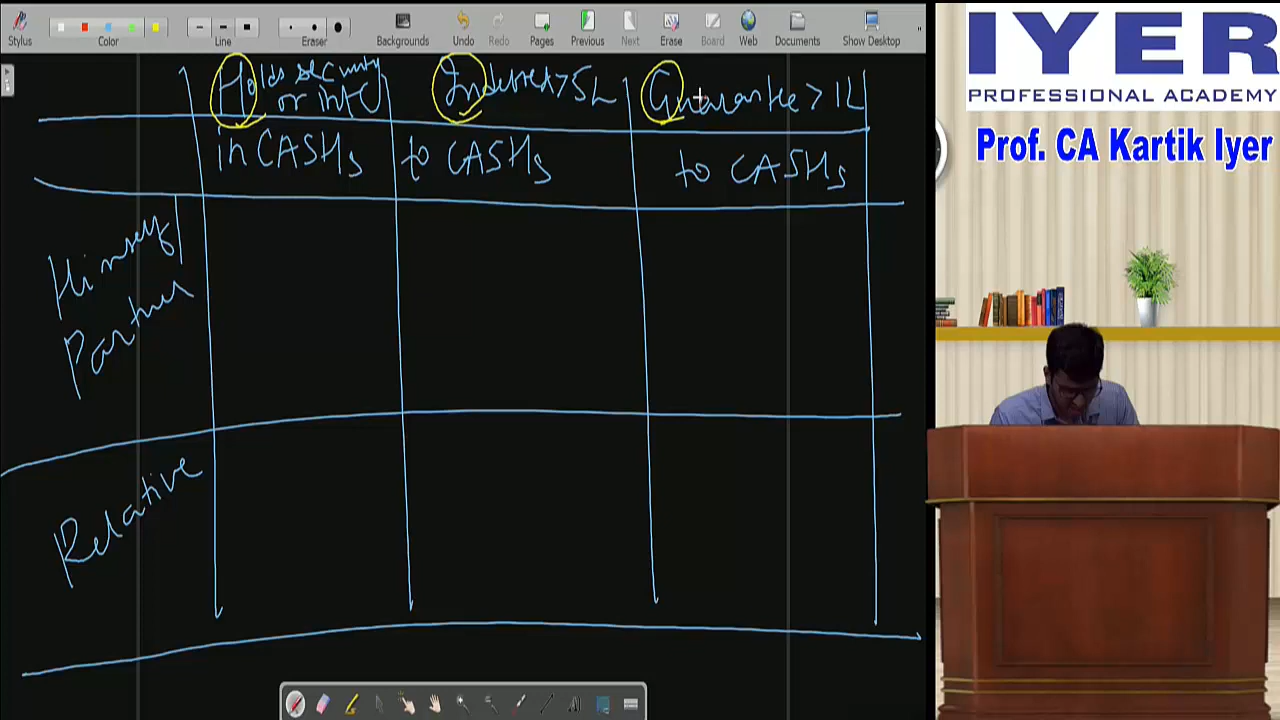 Stylus
Color
Line
Eraser
Backgrounds
Undo
Redo
Pages
Previous
Next
Erase
Board
Web
Documents
Show Desktop
IYER
PROFESSIONAL ACADEMY
Prof. CA Kartik Iyer
Holds security
or int
in CASHs
Indebted > 5L
to CASHs
Guarantee > 1L
to CASHs
Himself
Partner
Relative